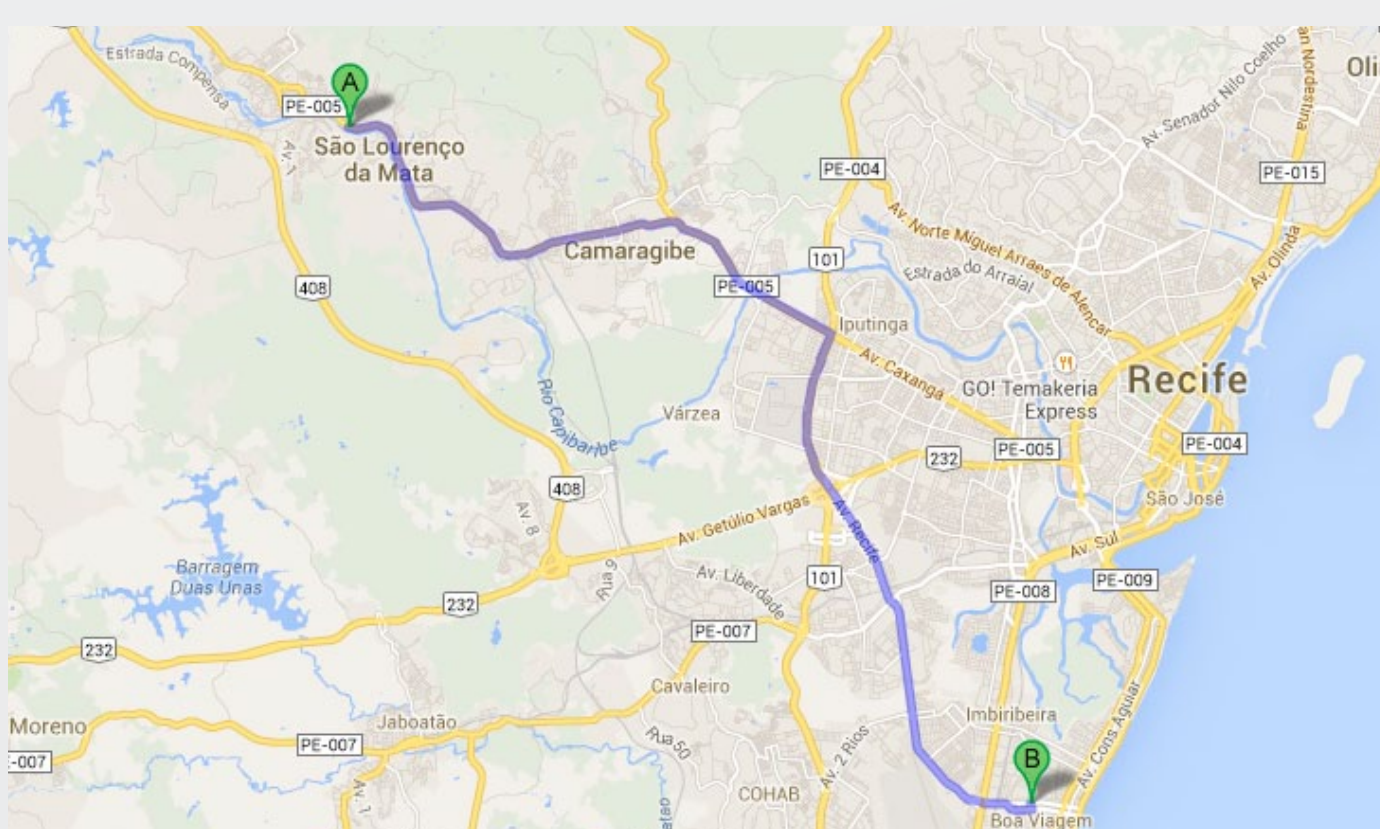 Estrada Compensa
A
PE-005
Av. 1
São Lourenço
da Mata
an Nordestina
Oli
Av. Senador Nilo Coelho
PE-004
PE-015
Av. Norte Miguel Arraes de Alencar
Camaragibe
101
Estrada do Arraial
Av. Olinda
408
PE-005
Iputinga
Av. Caxangá
GO! Temakeria
Express
Recife
Rio Capibaribe
Várzea
PE-005
PE-004
232
408
São José
Av. 8
Av. Getúlio Vargas
Av. Recife
Av. Sul
Barragem
Duas Unas
Rua 6
Av. Liberdade
101
PE-009
PE-008
232
PE-007
232
Cavaleiro
Moreno
Jaboatão
Imbiribeira
Av. Cons Aguiar
PE-007
-007
Rua 50
Av. 2 Rios
B
Av. 1
COHAB
Boa Viagem